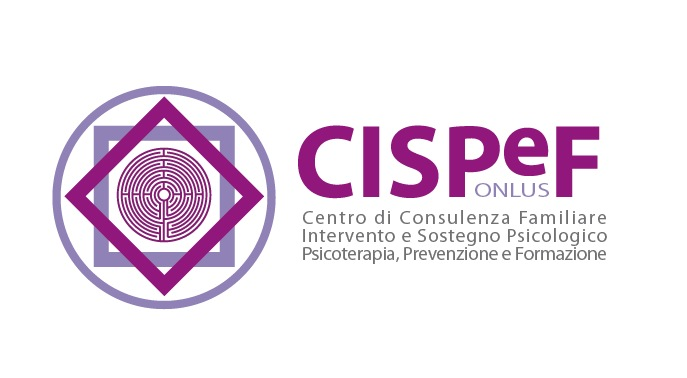 CISPeF
ONLUS
Centro di Consulenza Familiare
Intervento e Sostegno Psicologico
Psicoterapia, Prevenzione e Formazione